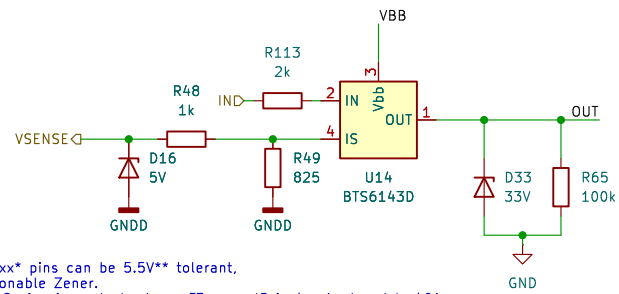 VBB
R113
2k
R48
1k
IN
2
IN
3
Vbb
OUT
1
OUT
VSENSE
4
IS
D16
5V
R49
825
U14
BTS6143D
D33
33V
R65
100k
GNDD
GNDD
GND
xx* pins can be 5.5V** tolerant,
onable Zener.